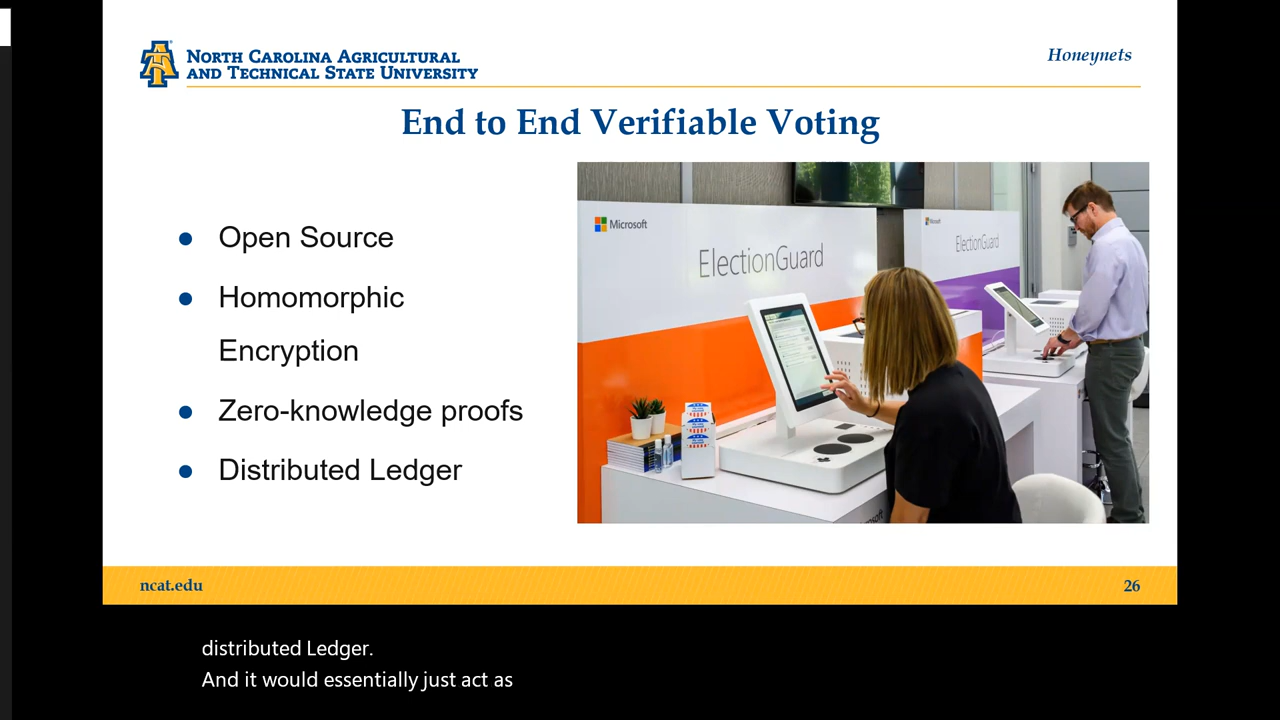 NORTH CAROLINA AGRICULTURAL
AND TECHNICAL STATE UNIVERSITY
Honeynets
End to End Verifiable Voting
Open Source
Homomorphic
Encryption
Zero-knowledge proofs
Distributed Ledger
Microsoft
ElectionGuard
Microsoft
ElectionGuard
ncat.edu
26
distributed Ledger.
And it would essentially just act as